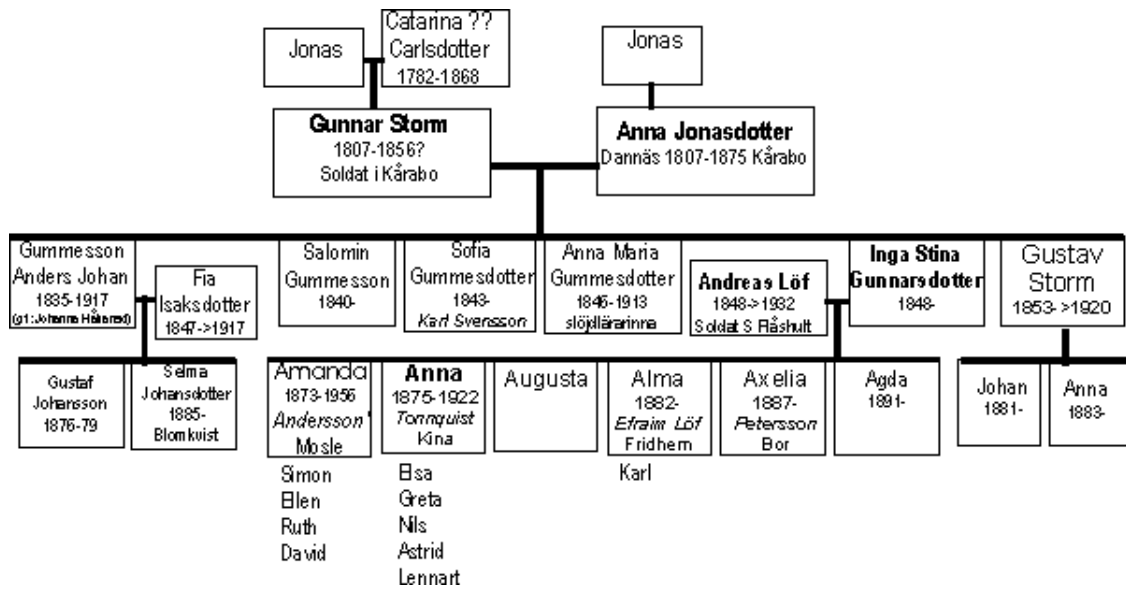 Jonas
Catarina ??
Carlsdotter
1782-1868
Jonas
Gunnar Storm
1807-1856?
Soldat i Kårabo
Anna Jonasdotter
Dannäs 1807-1875 Kårabo
Gummesson
Anders Johan
1835-1917
(g1:Johanna
Fia
Isaksdotter
1847->1917
Salomin
Gummesson
1840-
Sofia
Gummesdotter
1843-
Karl Svensson
Anna Maria
Gummesdotter
1846-1913
slöjdlärarinna
Andreas Löf
1848->1932
Soldat S Råshult
Inga Stina
Gunnarsdotter
1848-
Gustav
Storm
1853->1920
Gustaf
Johansson
1876-79
Selma
Johansdotter
1885-
Blomkvist
Amanda
1873-1956
Andersson'
Mosle
Simon
Ellen
Ruth
David
Anna
1875-1922
Tornquist
Kina
Elsa
Greta
Nils
Astrid
Lennart
Augusta
Alma
1882-
Efraim Löf
Fridhem
Karl
Axelia
1887-
Petersson
Bor
Agda
1891-
Johan
1881-
Anna
1883-